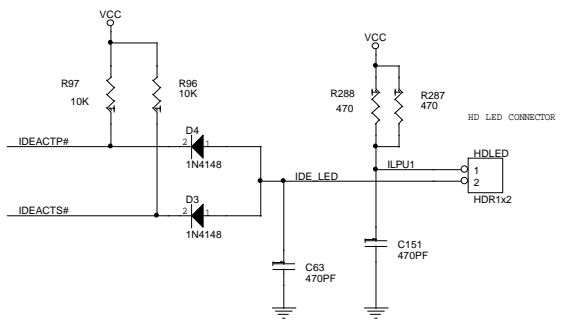 VCC
VCC
R97
10K
R96
10K
R288
470
R287
470
HD LED CONNECTOR
IDEACTP#
D4
2
1
1N4148
HDLED
ILPU1
1
IDE_LED
2
HDR1x2
IDEACTS#
D3
2
1
1N4148
C63
470PF
C151
470PF